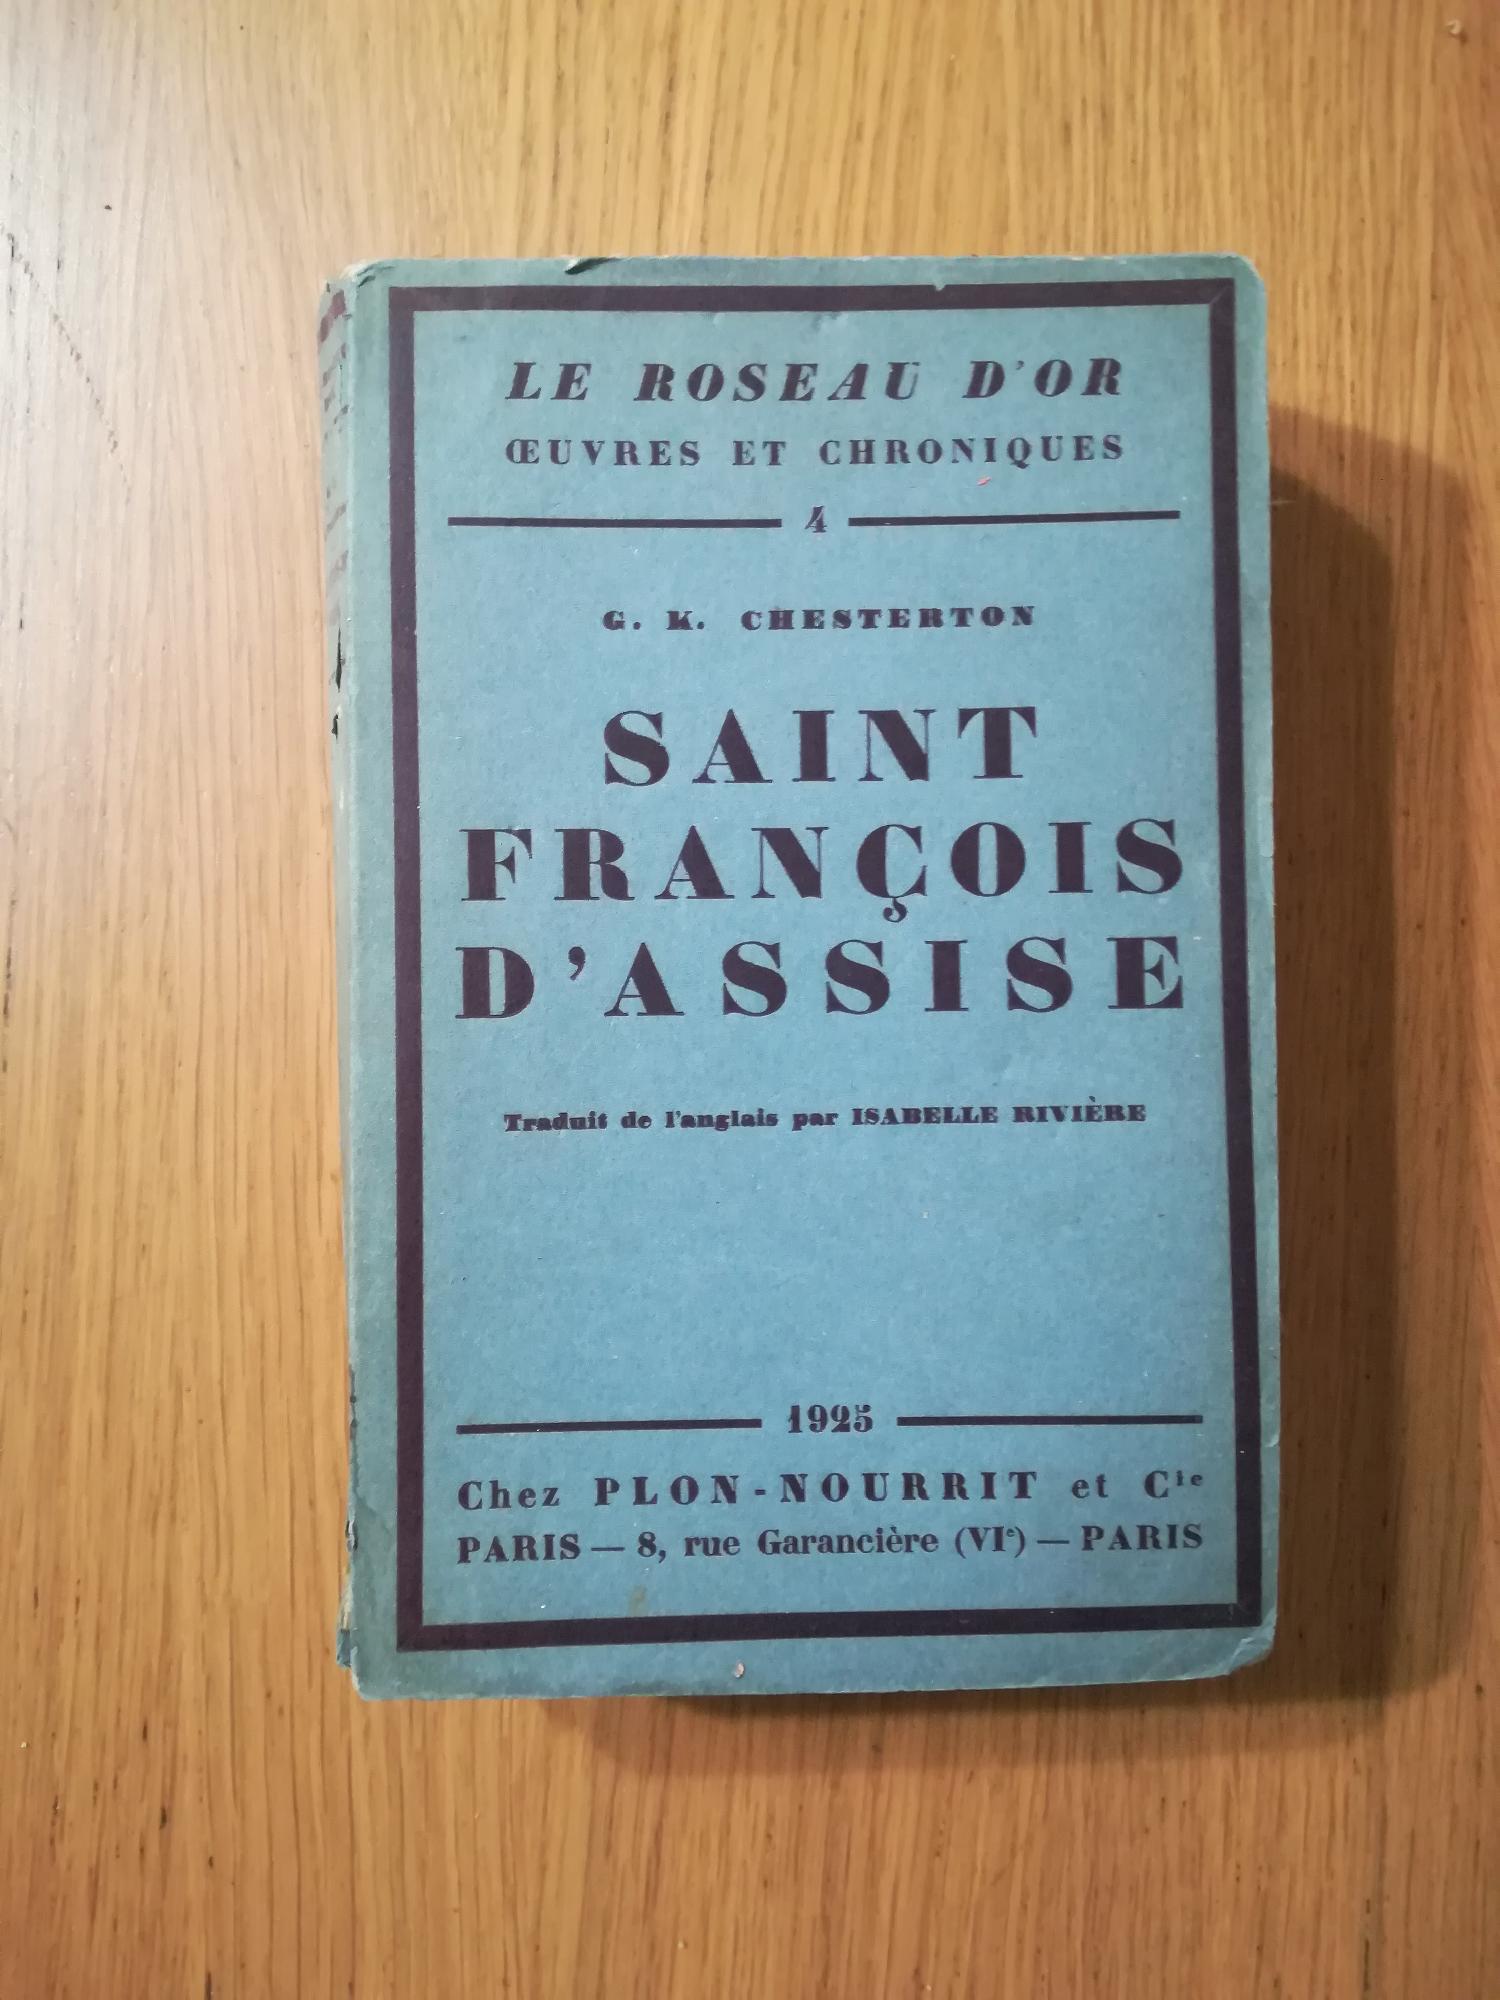 LE ROSEAU D'OR
ŒUVRES ET CHRONIQUES
4
G. K. CHESTERTON
SAINT
FRANÇOIS
D'ASSISE
Traduit de l'anglais par ISABELLE RIVIÈRE
1925
Chez PLON-NOURRIT et Cie
PARIS — 8, rue Garancière (VIe) — PARIS